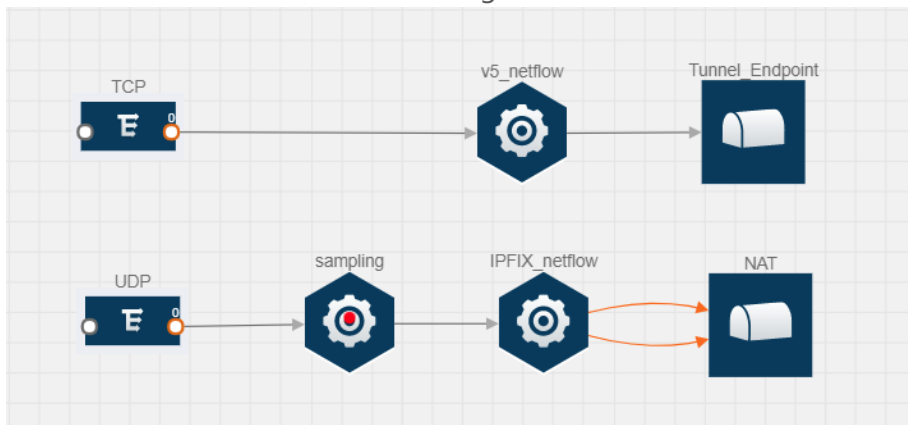 TCP
0
v5_netflow
Tunnel_Endpoint
UDP
0
sampling
IPFIX_netflow
NAT